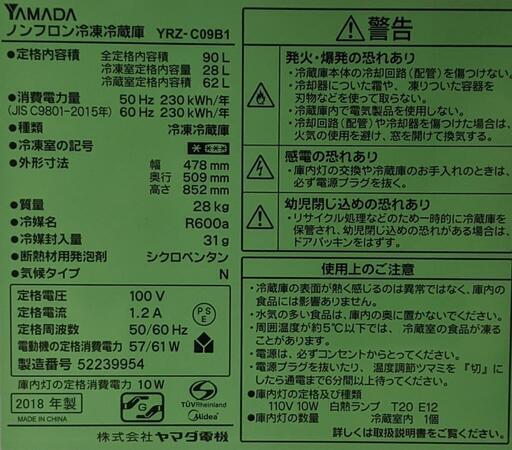 YAMADA
ノンフロン冷凍冷蔵庫 YRZ-C09B1
●定格内容積 全定格内容積 90 L
冷凍室定格内容積 28 L
冷蔵室定格内容積 62 L
●消費電力量 50 Hz 230 kWh/年
(JIS C9801-2015年) 60 Hz 230 kWh/年
●種類 冷凍冷蔵庫
●冷凍室の記号
●外形寸法 幅 478 mm
奥行 509 mm
高さ 852 mm
●質量 28 kg
●冷媒名 R600a
●冷媒封入量 31 g
●断熱材用発泡剤 シクロペンタン
●気候タイプ N
定格電圧 100 V
定格電流 1.2 A
定格周波数 50/60 Hz
電動機の定格消費電力 57/61 W
製造番号 52239954
PSE
庫内灯の定格消費電力 10 W
2018 年製
MADE IN CHINA
TÜVRheinland
Midea
株式会社 ヤマダ電機
警告
発火・爆発の恐れあり
・冷蔵庫本体の冷却回路(配管)を傷つけない。
・冷却器についた霜、凍りついた容器を
刃物などを使って取らない。
・冷蔵庫内で電気製品を使用しない。
・冷却回路(配管)や冷却器を傷つけた場合は、
火気の使用を避け、窓を開けて換気する。
感電の恐れあり
・庫内灯の交換や冷蔵庫のお手入れのときは、
必ず電源プラグを抜く。
幼児閉じ込めの恐れあり
・リサイクル処理などのため一時的に冷蔵庫を
保管され、幼児閉じ込めの恐れがある場合は、
ドアパッキンをはずす。
使用上のご注意
・冷蔵庫の表面が熱く感じるのは異常ではなく、庫内の
食品には影響ありません。
・水気の多い食品は、庫内の奥に置かないでください。
・周囲温度が約5℃以下では、冷蔵室の食品が凍る
ことがあります。
・電源は、必ずコンセントからとってください。
・電源プラグを抜いたり、温度調節ツマミを『切』に
したら通電まで6分間以上待ってください。
・庫内灯の定格及び種類
110V 10W 白熱ランプ T20 E12
・庫内灯の数量 冷蔵室内 1個
詳しくは取扱説明書をご覧ください。